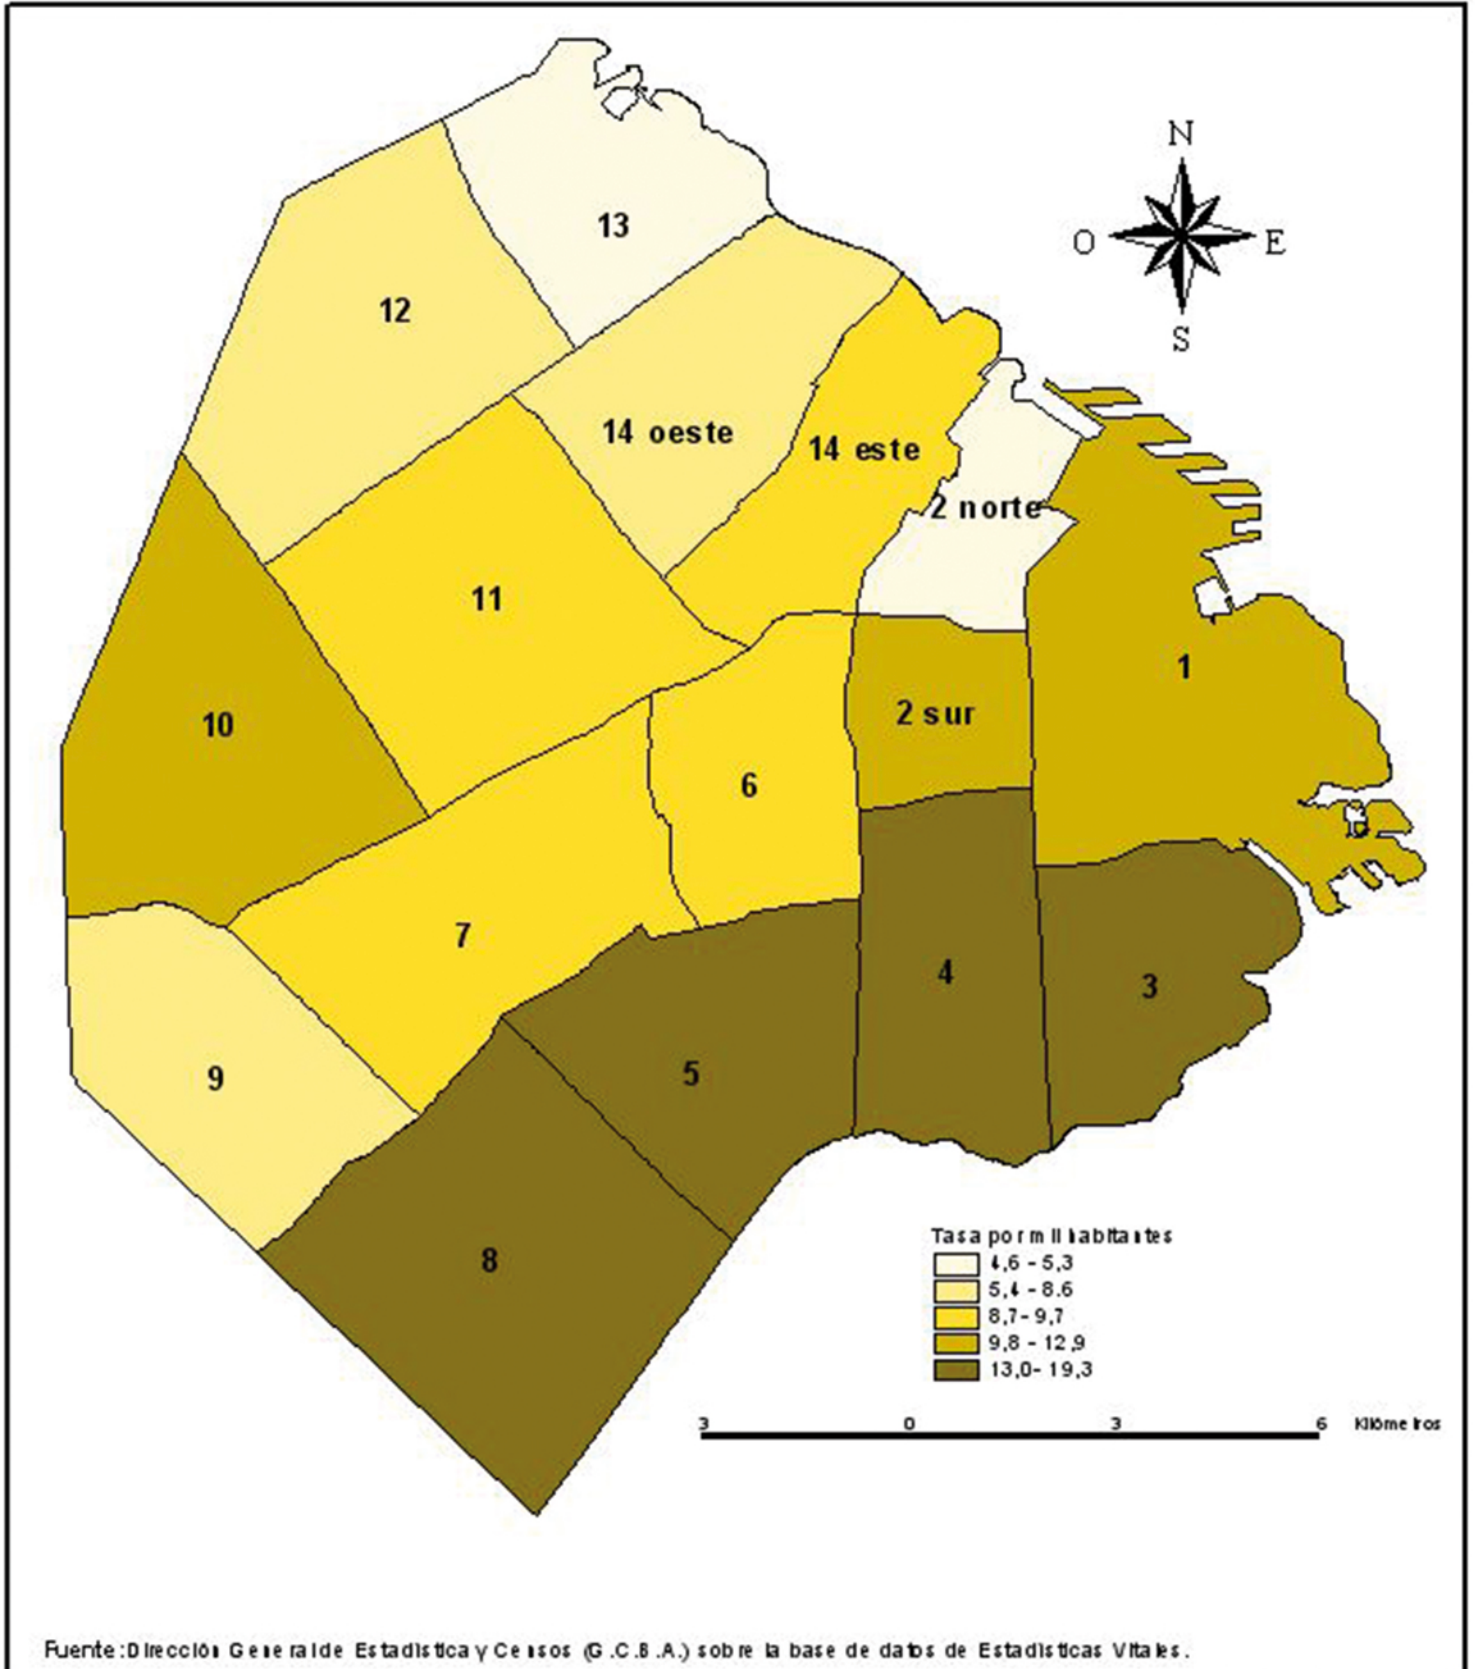 N
O E
S
13
12
14 oeste
14 este
2 norte
11
1
10
2 sur
6
7
4
3
5
9
8
Tasa por mil habitantes
4,6 - 5,3
5,4 - 8.6
8,7- 9,7
9,8 - 12,9
13,0- 19,3
3 0 3 6 Kilómetros
Fuente:Dirección General de Estadística y Censos (G.C.B.A.) sobre la base de datos de Estadísticas Vitales.